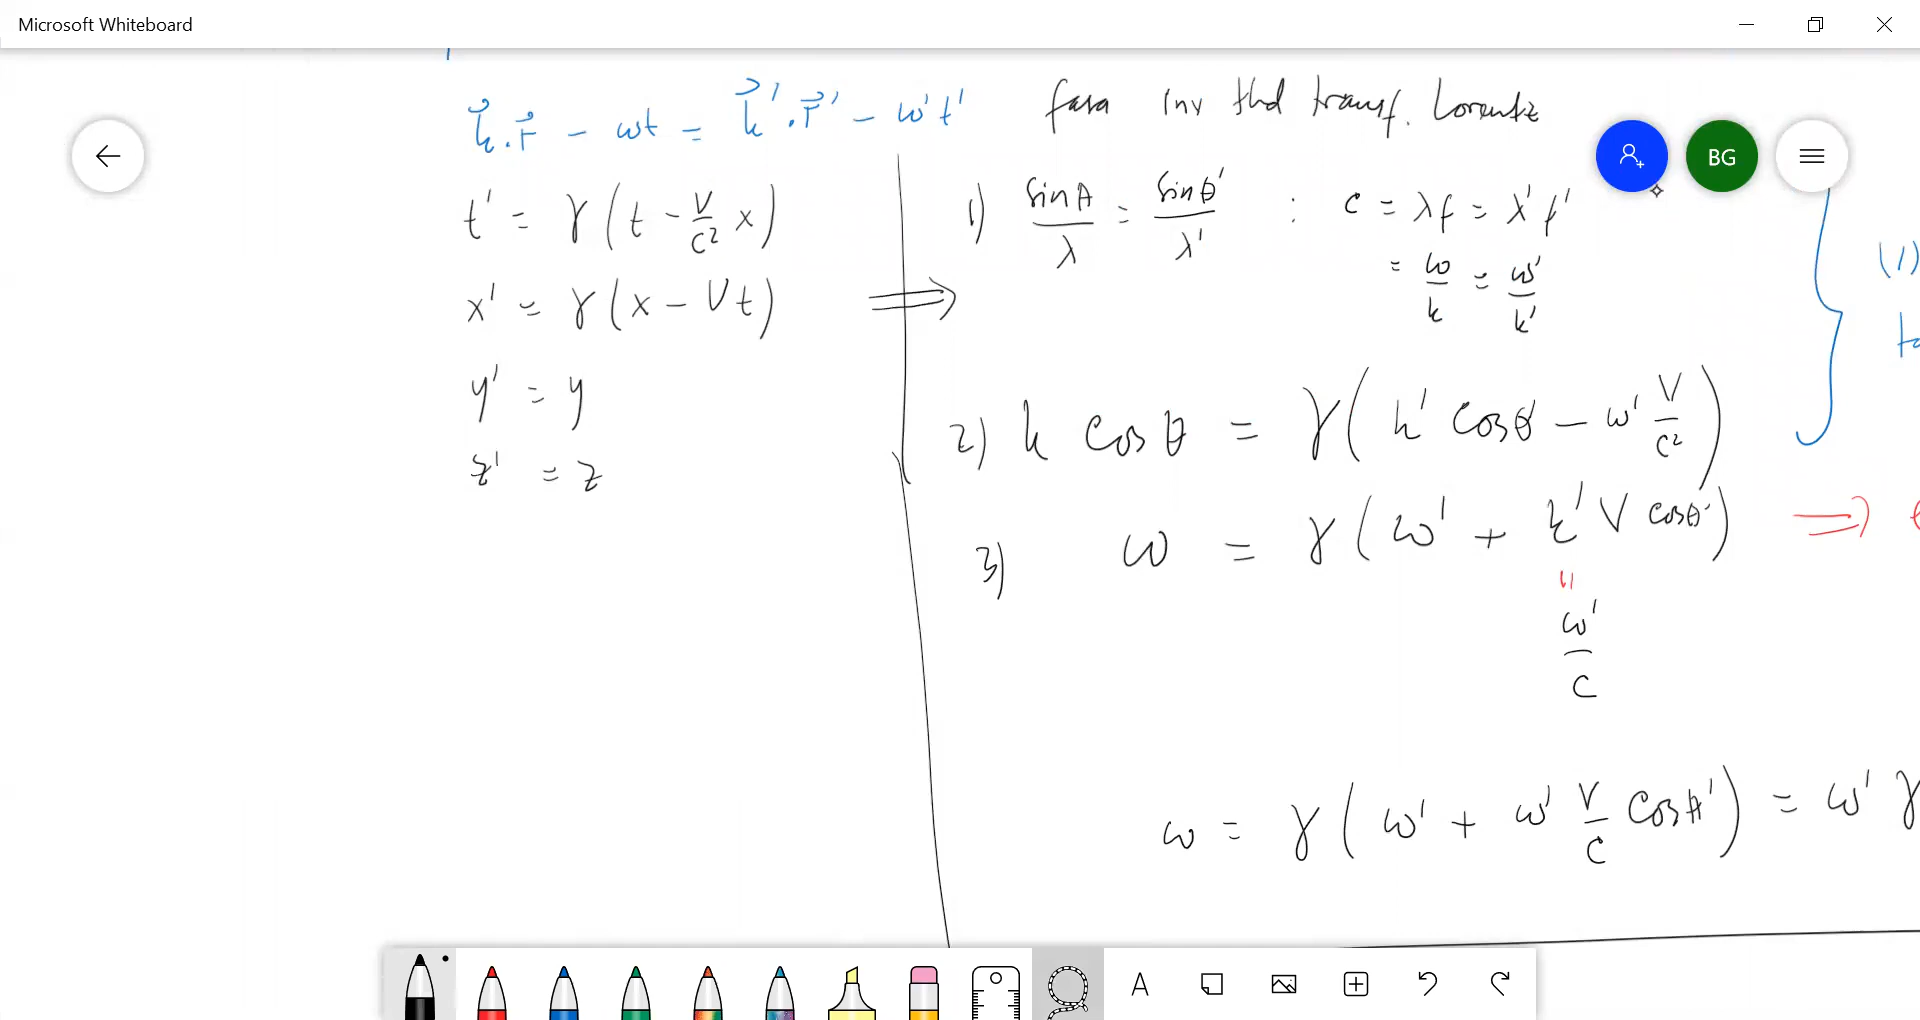 Microsoft Whiteboard
k⃗·r⃗ - ωt = k⃗'·r⃗' - ω't' fasa inv thd transf. Lorentz
BG
t' = γ(t - V/c² x)
x' = γ(x - Vt)
y' = y
z' = z
⇒
1) sinθ/λ = sinθ'/λ' : c = λf = λ'f'
= ω/k = ω'/k'
(1)
2) k cosθ = γ(k' cosθ' - ω' V/c²)
3) ω = γ(ω' + k' V cosθ') ⇒
"
ω'/c
ω = γ(ω' + ω' V/c cosθ') = ω' γ
A